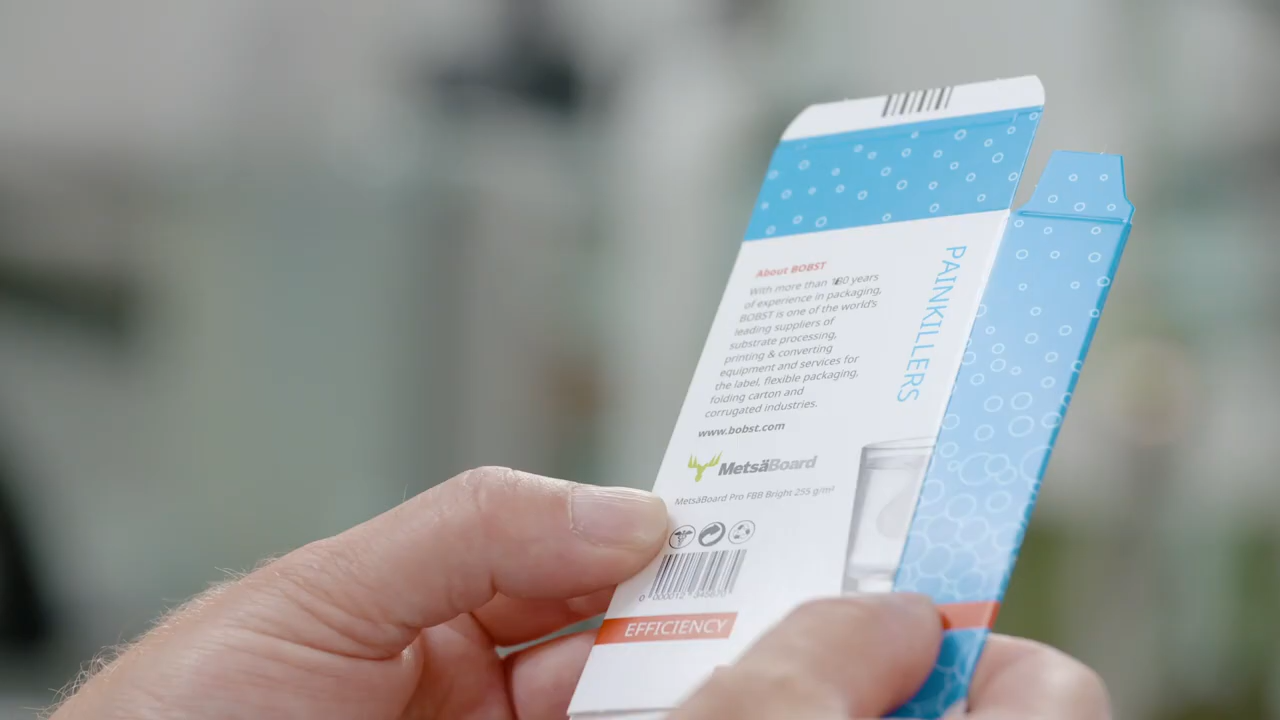 About BOBST
With more than 130 years
of experience in packaging,
BOBST is one of the world's
leading suppliers of
substrate processing,
printing & converting
equipment and services for
the label, flexible packaging,
folding carton and
corrugated industries.
www.bobst.com
MetsäBoard
MetsäBoard Pro FBB Bright 255 g/m²
EFFICIENCY
PAINKILLERS